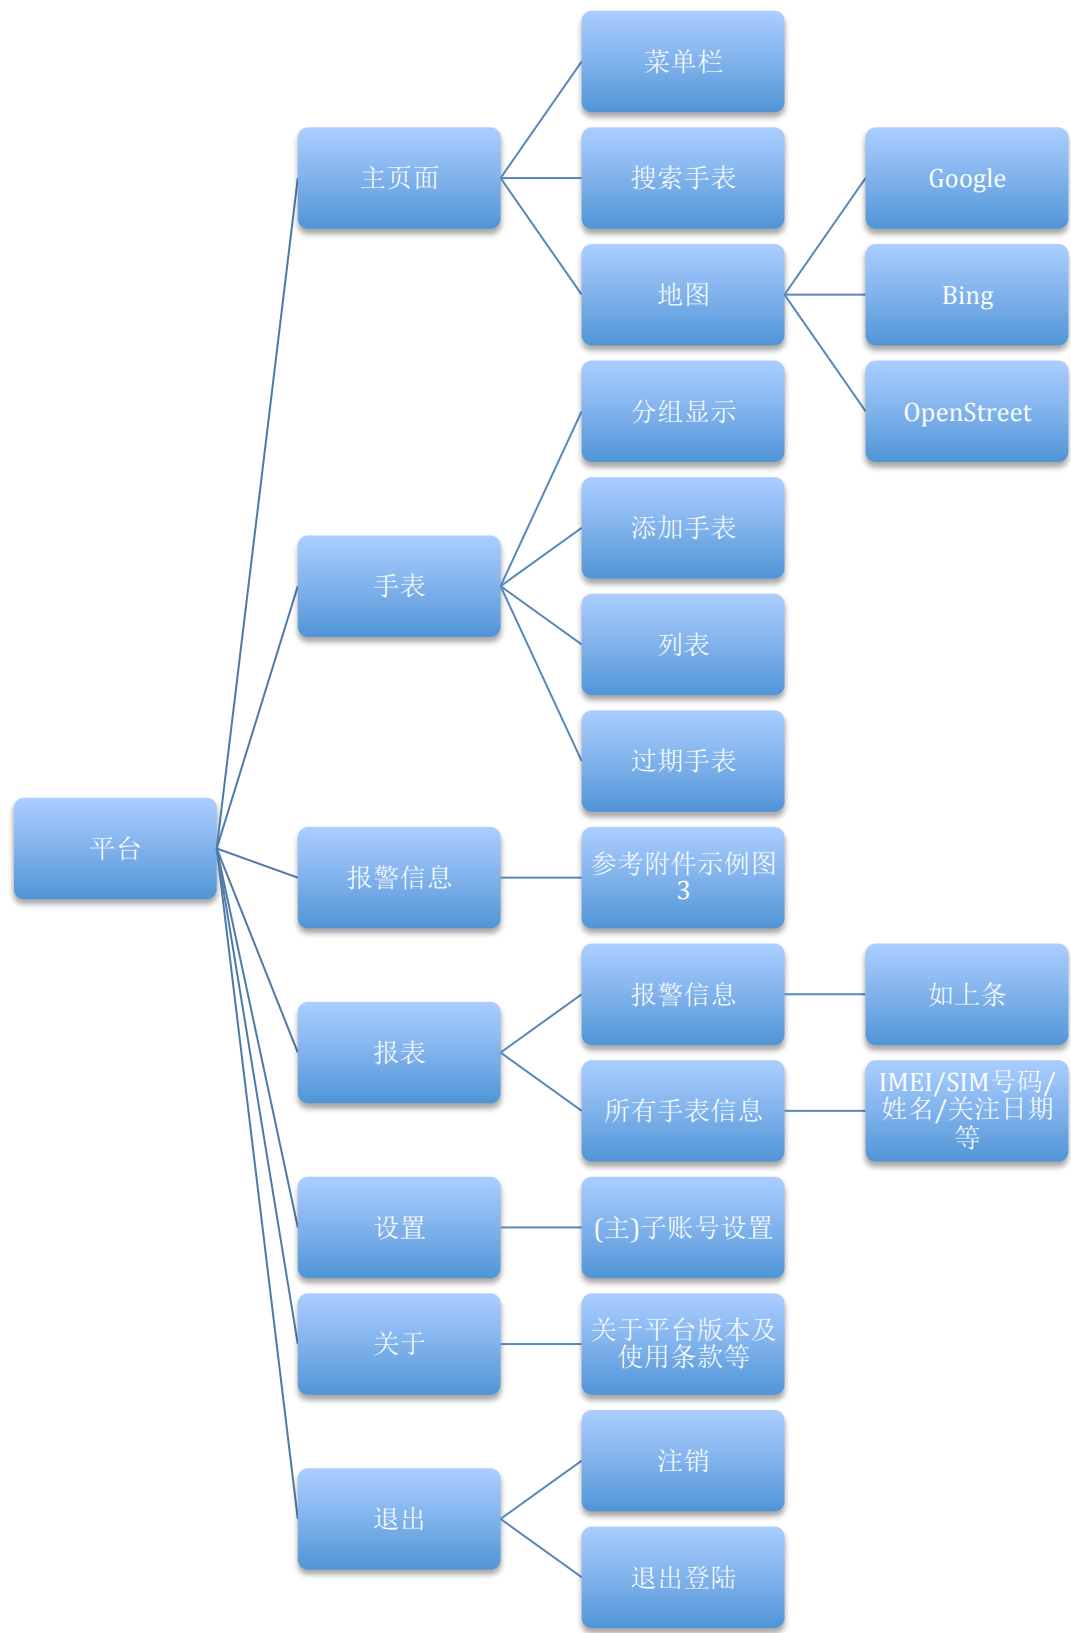 菜单栏
主页面
搜索手表
Google
地图
Bing
分组显示
OpenStreet
添加手表
手表
列表
过期手表
平台
报警信息
参考附件示例图
3
报警信息
如上条
报表
所有手表信息
IMEI/SIM号码/
姓名/关注日期
等
设置
(主)子账号设置
关于
关于平台版本及
使用条款等
注销
退出
退出登陆